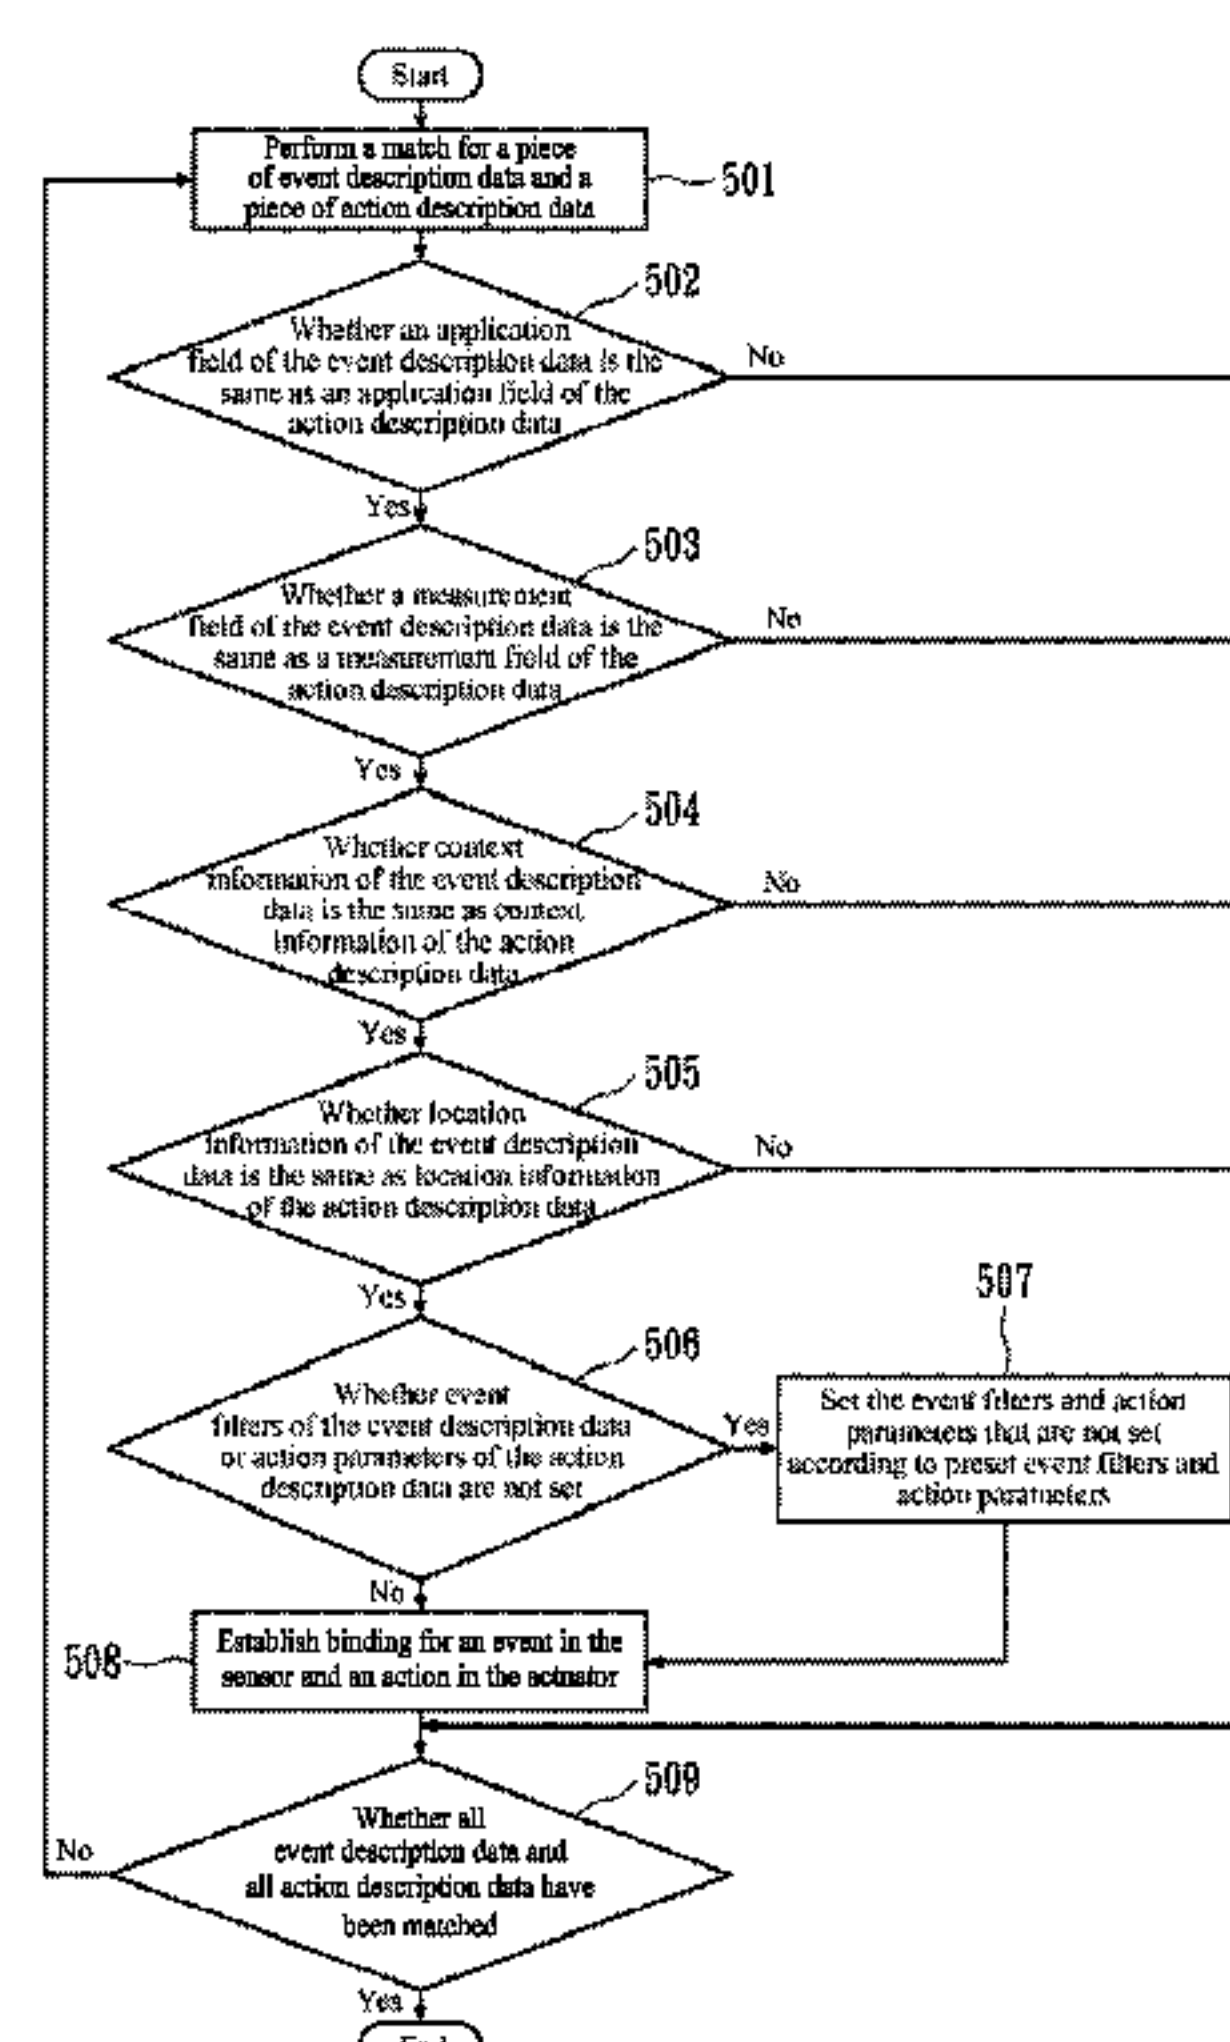 Start
Perform a match for a piece
of event description data and a
piece of action description data
501
502
Whether an application
field of the event description data is the
same as an application field of the
action description data
No
Yes
503
Whether a measurement
field of the event description data is the
same as a measurement field of the
action description data
No
Yes
504
Whether context
information of the event description
data is the same as context
information of the action
description data
No
Yes
505
Whether location
information of the event description
data is the same as location information
of the action description data
No
Yes
506
Whether event
filters of the event description data
or action parameters of the action
description data are not set
Yes
507
Set the event filters and action
parameters that are not set
according to preset event filters and
action parameters
No
508
Establish binding for an event in the
sensor and an action in the actuator
509
Whether all
event description data and
all action description data have
been matched
No
Yes
End